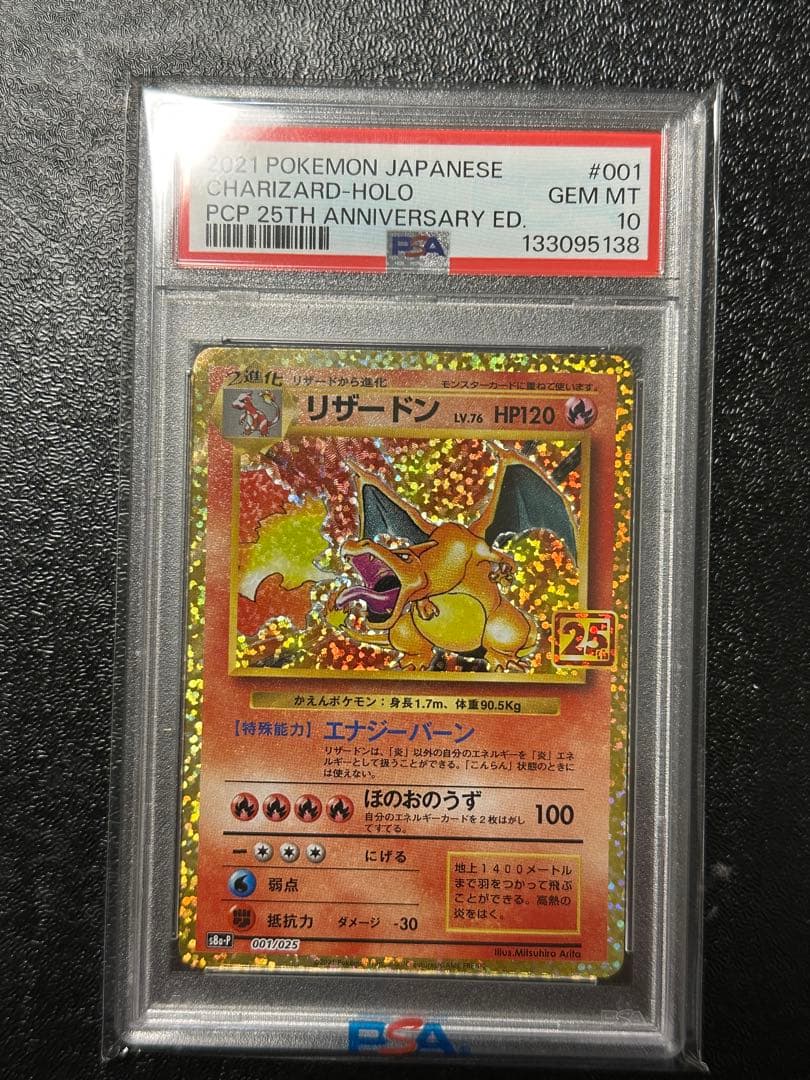 2021 POKEMON JAPANESE #001
CHARIZARD-HOLO GEM MT
PCP 25TH ANNIVERSARY ED. 10
PSA 133095138
2進化 リザードから進化 モンスターカードに重ねて使います。
リザードン LV.76 HP120
25
かえんポケモン：身長1.7m、体重90.5Kg
【特殊能力】エナジーバーン
リザードンは、「炎」以外の自分のエネルギーを「炎」エネ
ルギーとして扱うことができる。「こんらん」状態のときに
は使えない。
ほのおのうず 100
自分のエネルギーカードを2枚はがし
てすてる。
にげる
弱点
抵抗力 ダメージ -30
地上1400メートル
まで羽をつかって飛ぶ
ことができる。高熱の
炎をはく。
s8a-P 001/025
Illus.Mitsuhiro Arita
©2021 Pokémon
GAME FREAK
PSA
PSA